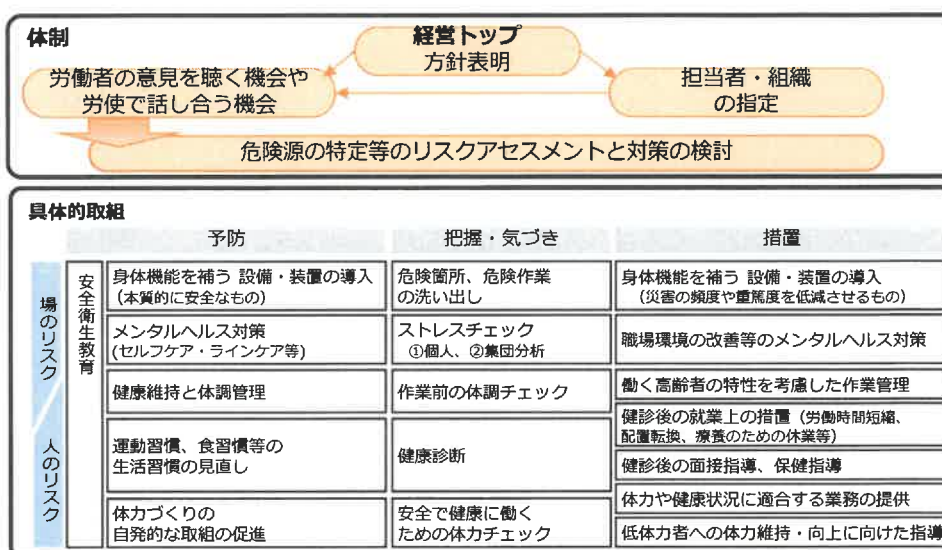 体制
経営トップ
方針表明
労働者の意見を聴く機会や
労使で話し合う機会
担当者・組織
の指定
危険源の特定等のリスクアセスメントと対策の検討
具体的取組
予防
把握・気づき
措置
場のリスク
人のリスク
安全衛生教育
身体機能を補う 設備・装置の導入
（本質的に安全なもの）
危険箇所、危険作業
の洗い出し
身体機能を補う 設備・装置の導入
（災害の頻度や重篤度を低減させるもの）
メンタルヘルス対策
(セルフケア・ラインケア等)
ストレスチェック
①個人、②集団分析
職場環境の改善等のメンタルヘルス対策
健康維持と体調管理
作業前の体調チェック
働く高齢者の特性を考慮した作業管理
運動習慣、食習慣等の
生活習慣の見直し
健康診断
健診後の就業上の措置（労働時間短縮、
配置転換、療養のための休業等）
健診後の面接指導、保健指導
体力づくりの
自発的な取組の促進
安全で健康に働く
ための体力チェック
体力や健康状況に適合する業務の提供
低体力者への体力維持・向上に向けた指導